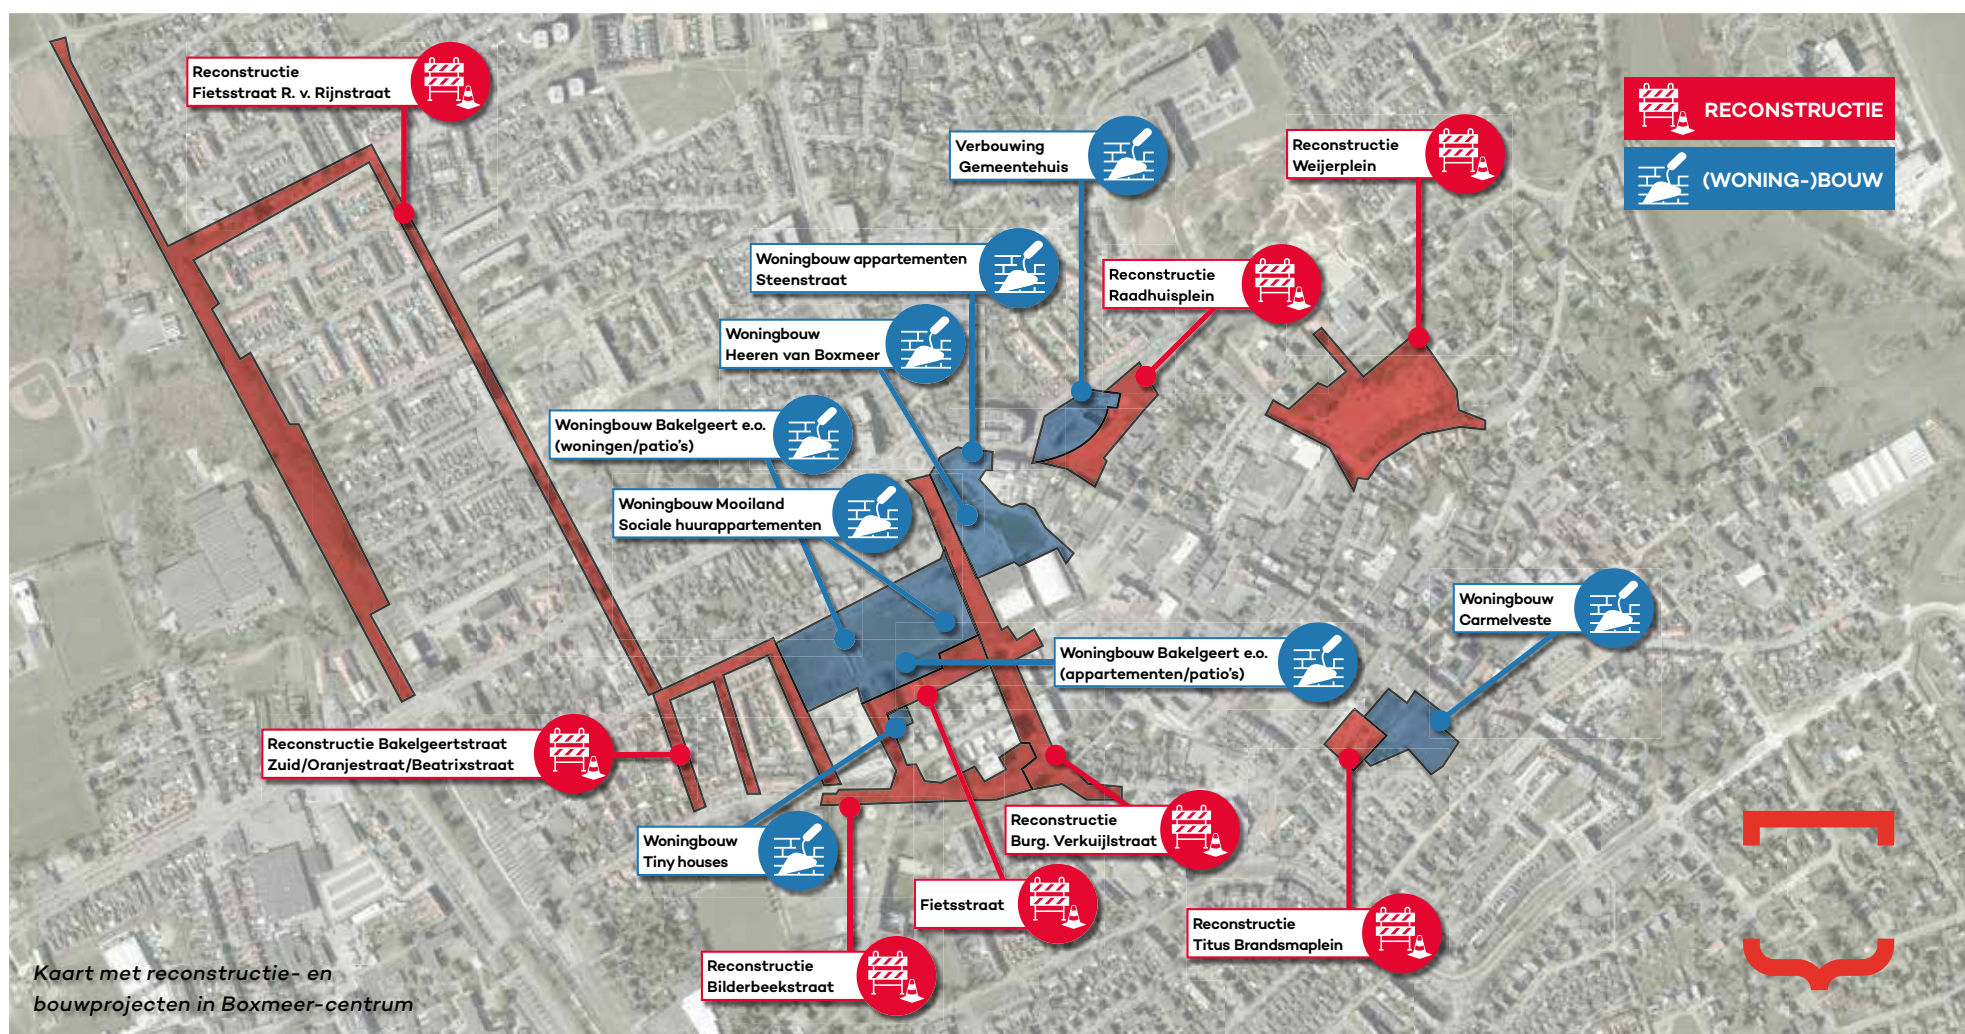 Reconstructie
Fietsstraat R. v. Rijnstraat
RECONSTRUCTIE
(WONING-)BOUW
Verbouwing
Gemeentehuis
Reconstructie
Weijerplein
Woningbouw appartementen
Steenstraat
Reconstructie
Raadhuisplein
Woningbouw
Heeren van Boxmeer
Woningbouw Bakelgeert e.o.
(woningen/patio's)
Woningbouw Mooiland
Sociale huurappartementen
Woningbouw
Carmelveste
Woningbouw Bakelgeert e.o.
(appartementen/patio's)
Reconstructie Bakelgeertstraat
Zuid/Oranjestraat/Beatrixstraat
Woningbouw
Tiny houses
Reconstructie
Burg. Verkuijlstraat
Fietsstraat
Reconstructie
Titus Brandsmaplein
Reconstructie
Bilderbeekstraat
Kaart met reconstructie- en
bouwprojecten in Boxmeer-centrum